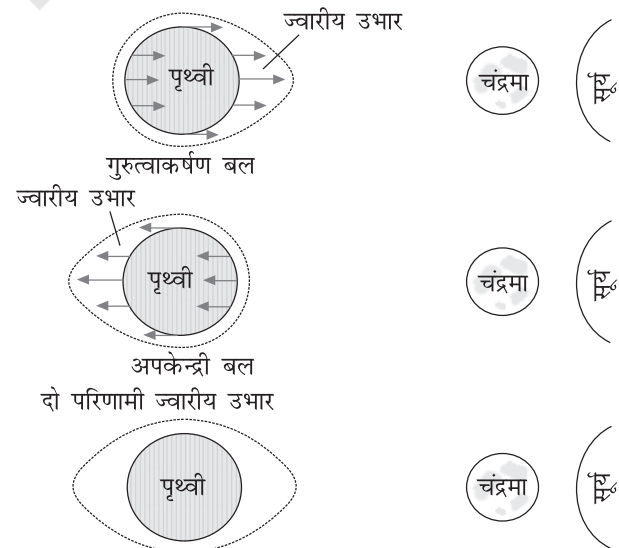 ज्वारीय उभार
पृथ्वी
चंद्रमा
सूर्य
गुरुत्वाकर्षण बल
ज्वारीय उभार
पृथ्वी
चंद्रमा
सूर्य
अपकेन्द्री बल
दो परिणामी ज्वारीय उभार
पृथ्वी
चंद्रमा
सूर्य